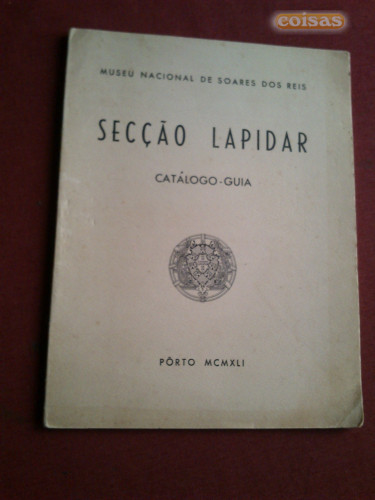 coisas
MUSEU NACIONAL DE SOARES DOS REIS
SECÇÃO LAPIDAR
CATÁLOGO-GUIA
PÔRTO MCMXLI